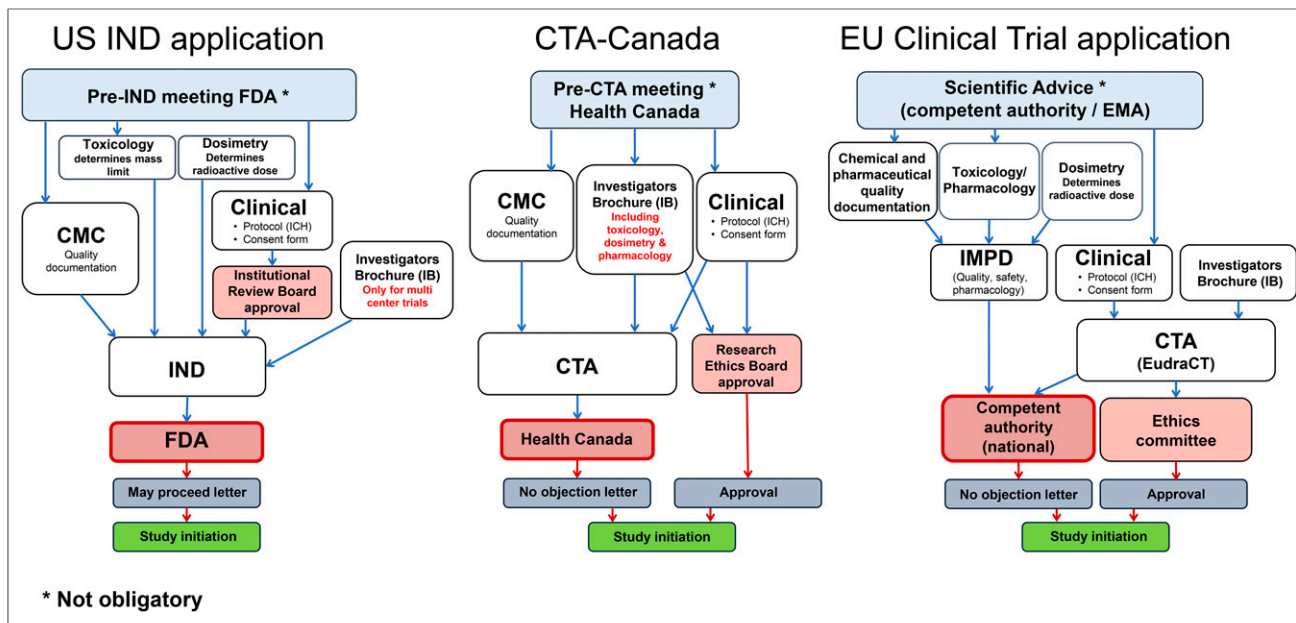 US IND application
Pre-IND meeting FDA *
Toxicology
determines mass
limit
Dosimetry
Determines
radioactive dose
CMC
Quality
documentation
Clinical
• Protocol (ICH)
• Consent form
Institutional
Review Board
approval
Investigators
Brochure (IB)
Only for multi
center trials
IND
FDA
May proceed letter
Study initiation
CTA-Canada
Pre-CTA meeting *
Health Canada
CMC
Quality
documentation
Investigators
Brochure (IB)
Including
toxicology,
dosimetry &
pharmacology
Clinical
• Protocol (ICH)
• Consent form
CTA
Research
Ethics Board
approval
Health Canada
No objection letter
Approval
Study initiation
EU Clinical Trial application
Scientific Advice *
(competent authority / EMA)
Chemical and
pharmaceutical
quality
documentation
Toxicology/
Pharmacology
Dosimetry
Determines
radioactive dose
IMPD
(Quality, safety,
pharmacology)
Clinical
• Protocol (ICH)
• Consent form
Investigators
Brochure (IB)
CTA
(EudraCT)
Competent
authority
(national)
Ethics
committee
No objection letter
Approval
Study initiation
* Not obligatory